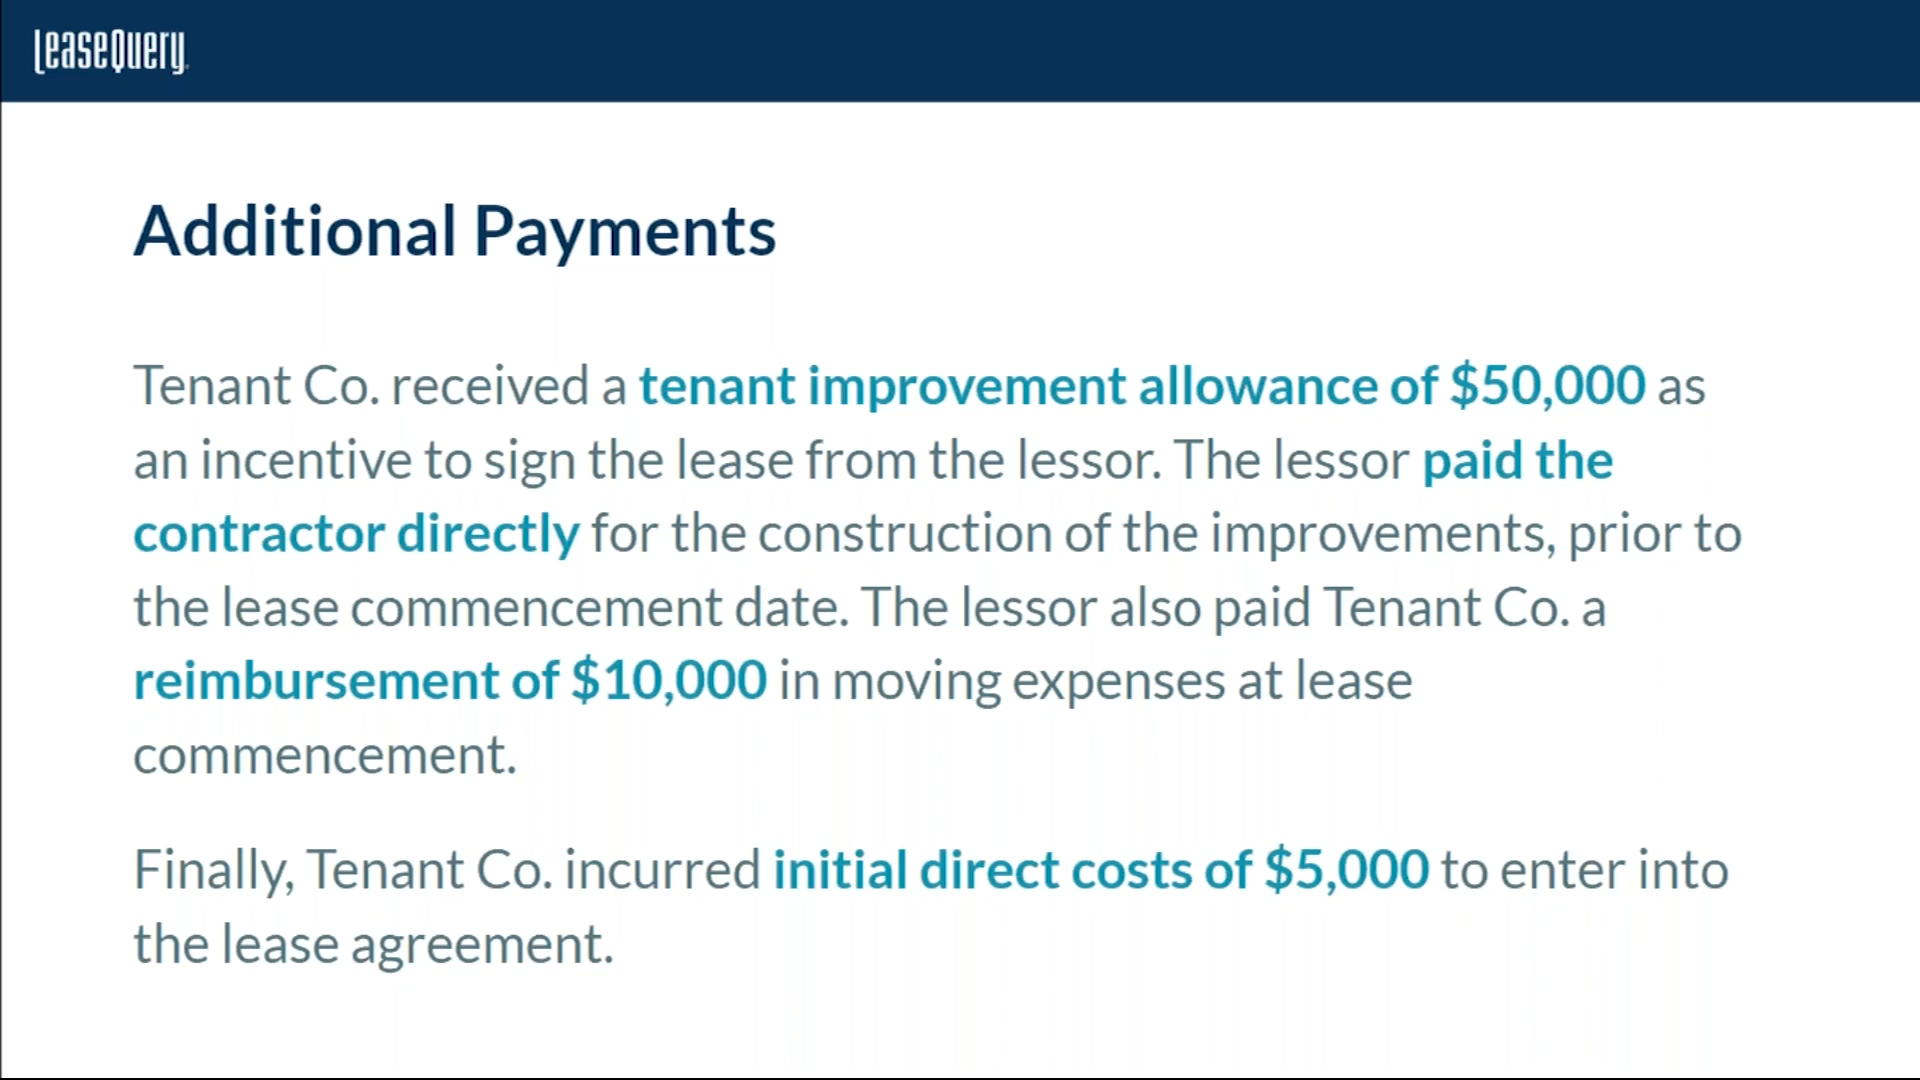 LeaseQuery
Additional Payments
Tenant Co. received a tenant improvement allowance of $50,000 as
an incentive to sign the lease from the lessor. The lessor paid the
contractor directly for the construction of the improvements, prior to
the lease commencement date. The lessor also paid Tenant Co. a
reimbursement of $10,000 in moving expenses at lease
commencement.
Finally, Tenant Co. incurred initial direct costs of $5,000 to enter into
the lease agreement.